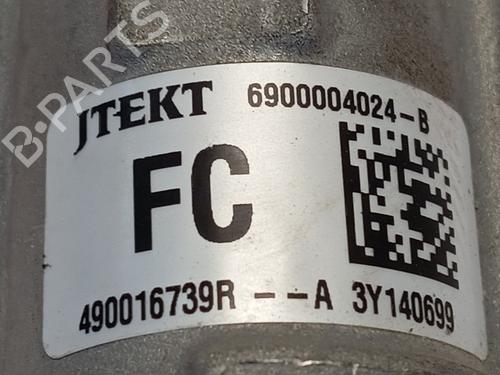 B-PARTS
JTEKT 6900004024-B
FC
490016739R --A 3Y140699